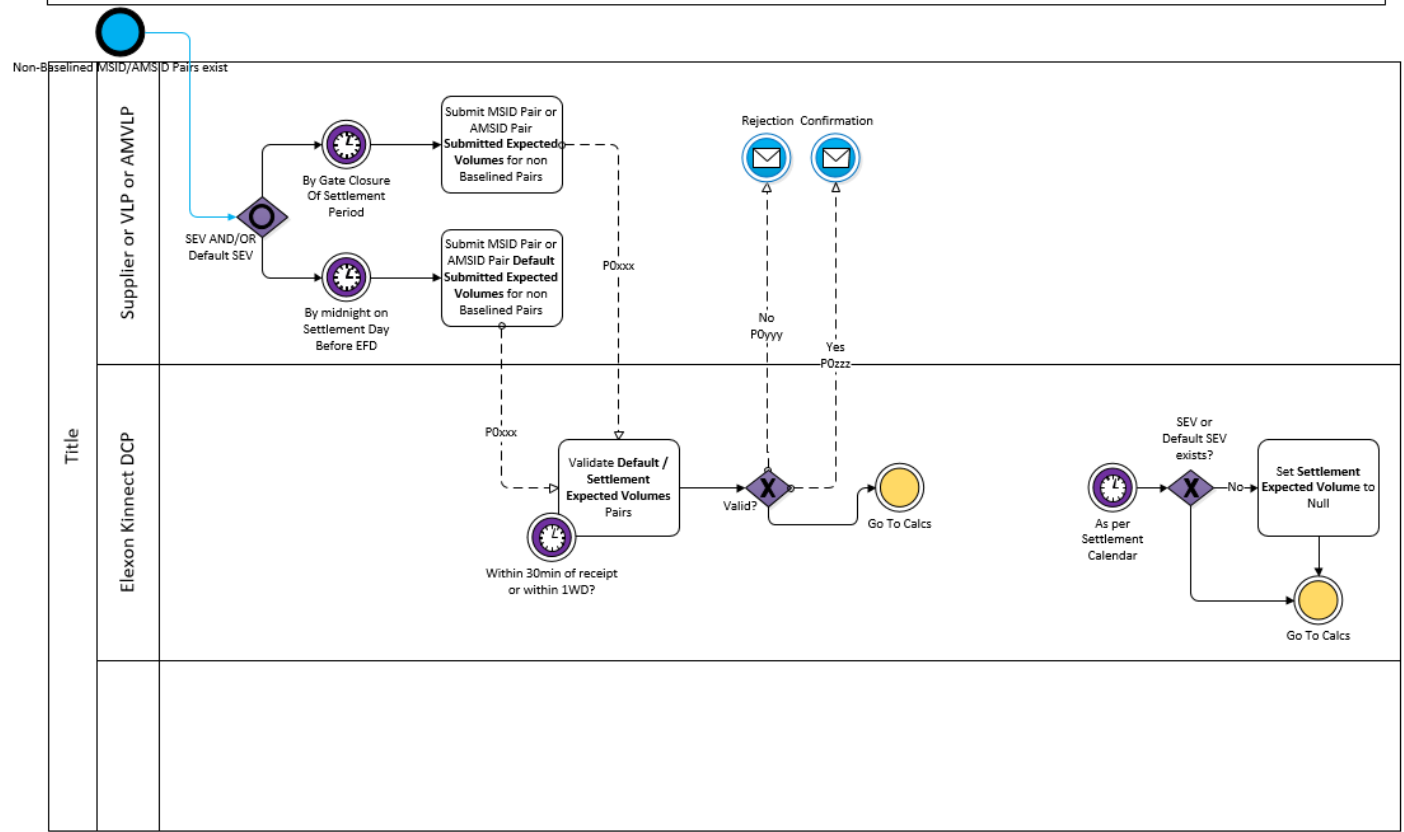 Non-Baselined MSID/AMSID Pairs exist
Title
Supplier or VLP or AMVLP
SEV AND/OR
Default SEV
By Gate Closure
Of Settlement
Period
Submit MSID Pair or
AMSID Pair
Submitted Expected
Volumes for non
Baselined Pairs
By midnight on
Settlement Day
Before EFD
Submit MSID Pair or
AMSID Pair Default
Submitted Expected
Volumes for non
Baselined Pairs
P0xxx
Rejection
Confirmation
No
P0yyy
Yes
P0zzz
Elexon Kinnect DCP
P0xxx
Validate Default /
Settlement
Expected Volumes
Pairs
Within 30min of receipt
or within 1WD?
Valid?
Go To Calcs
As per
Settlement
Calendar
SEV or
Default SEV
exists?
No
Set Settlement
Expected Volume to
Null
Go To Calcs